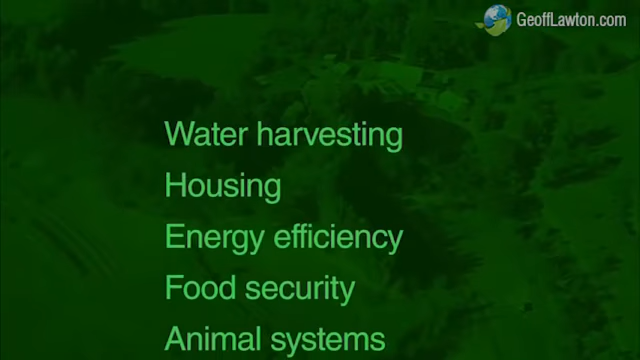 GeoffLawton.com
Water harvesting
Housing
Energy efficiency
Food security
Animal systems